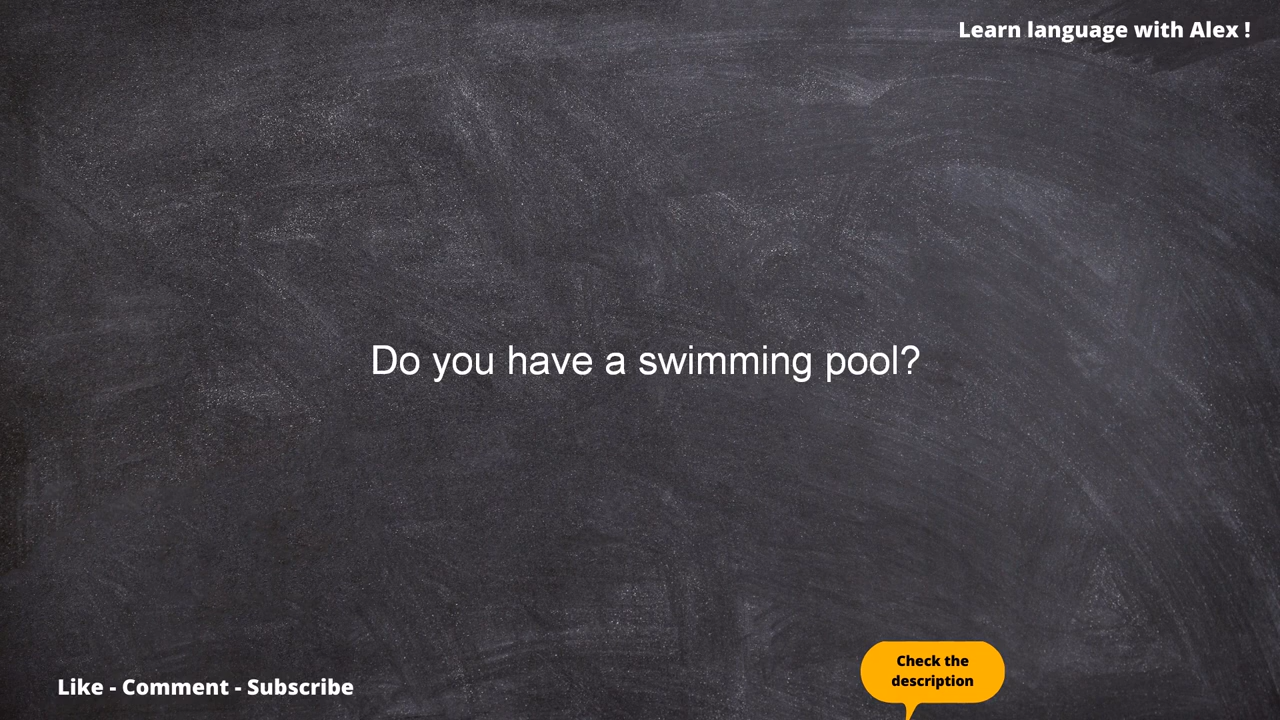 Learn language with Alex !
Do you have a swimming pool?
Check the
description
Like - Comment - Subscribe